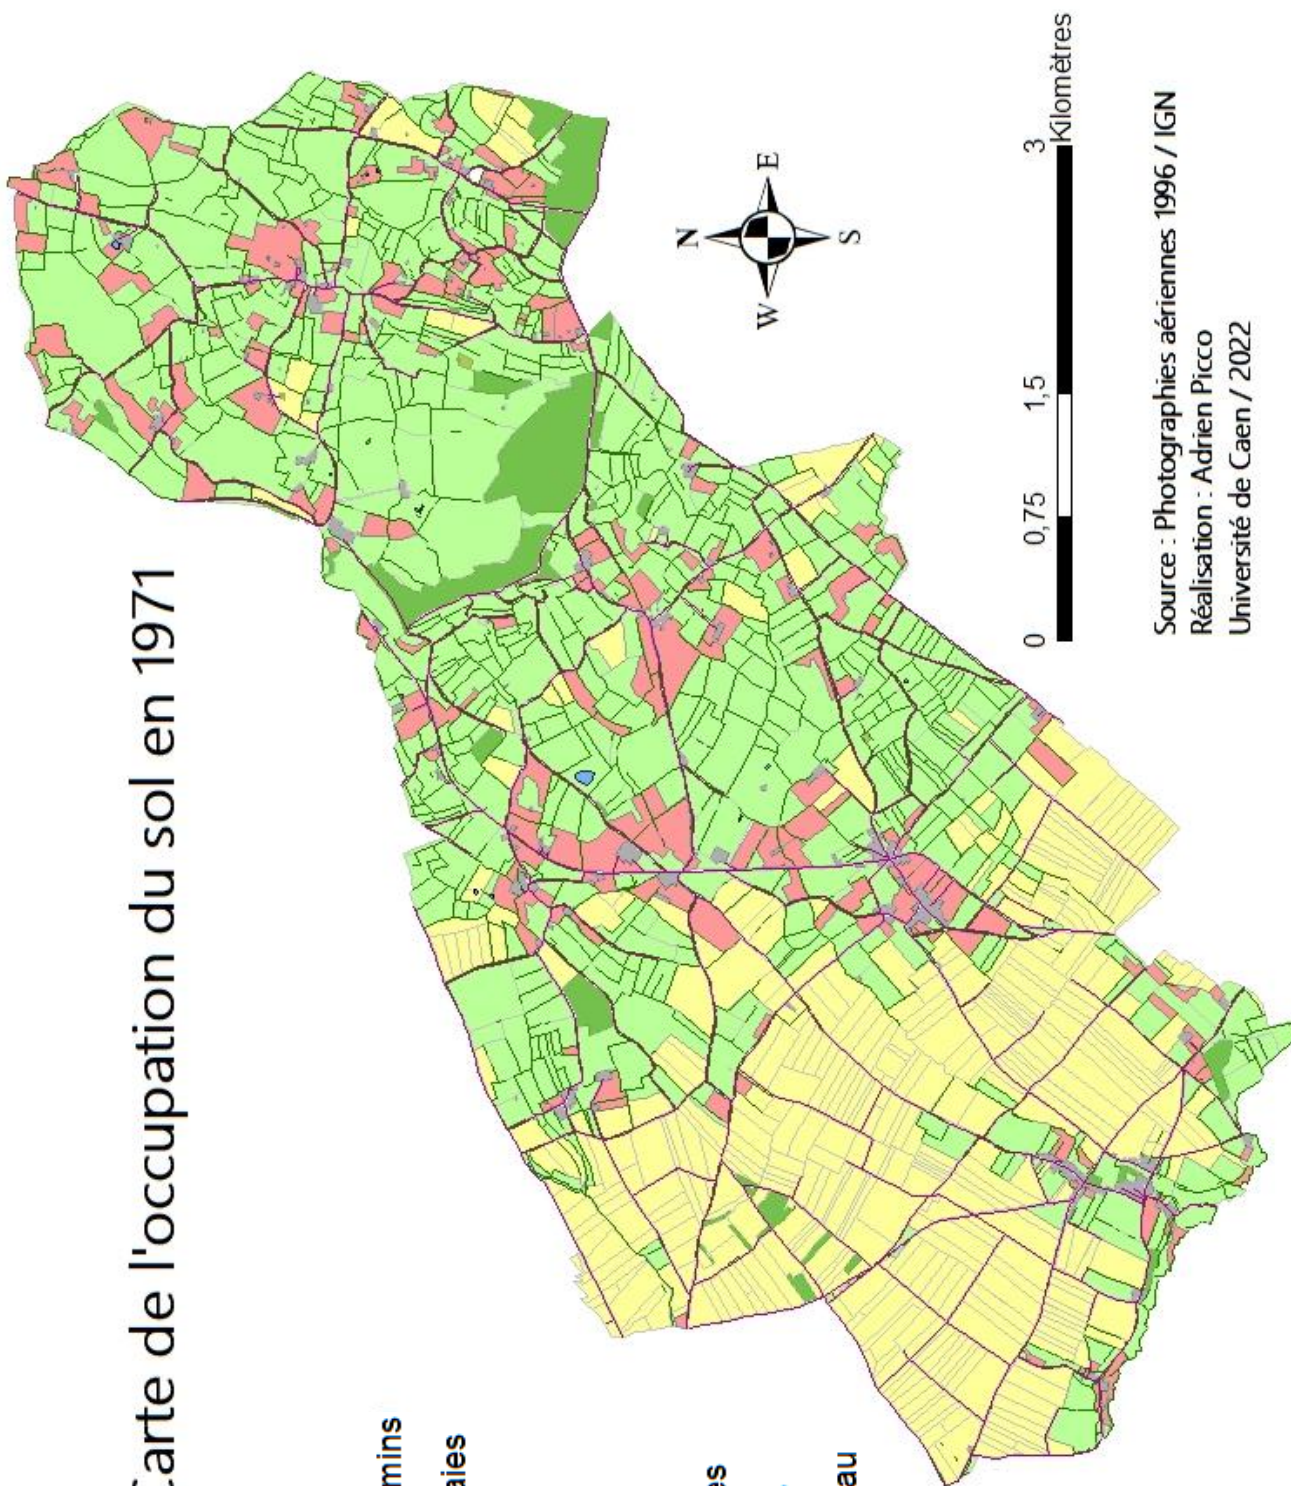 Carte de l'occupation du sol en 1971
mins
aies
es
au
N
W
E
S
0
0,75
1,5
3
Kilomètres
Source : Photographies aériennes 1996 / IGN
Réalisation : Adrien Picco
Université de Caen / 2022